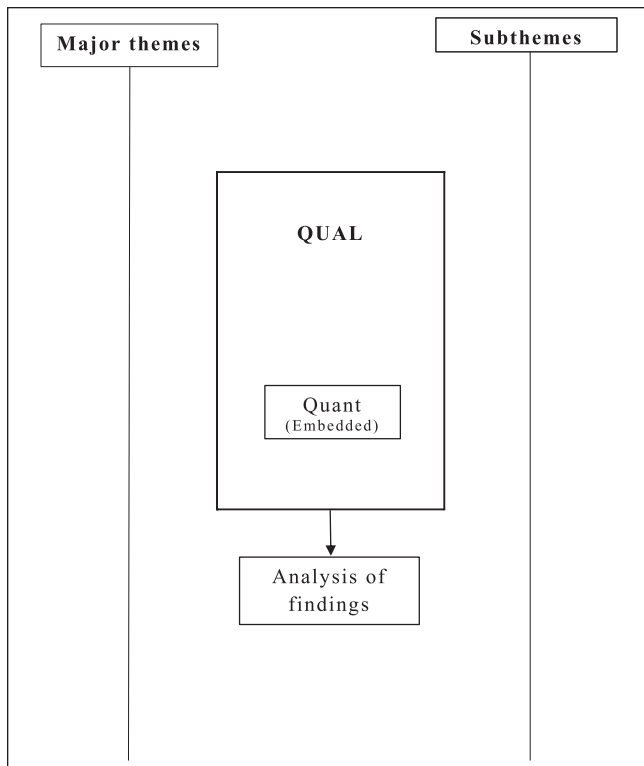 Major themes
Subthemes
QUAL
Quant
(Embedded)
Analysis of
findings